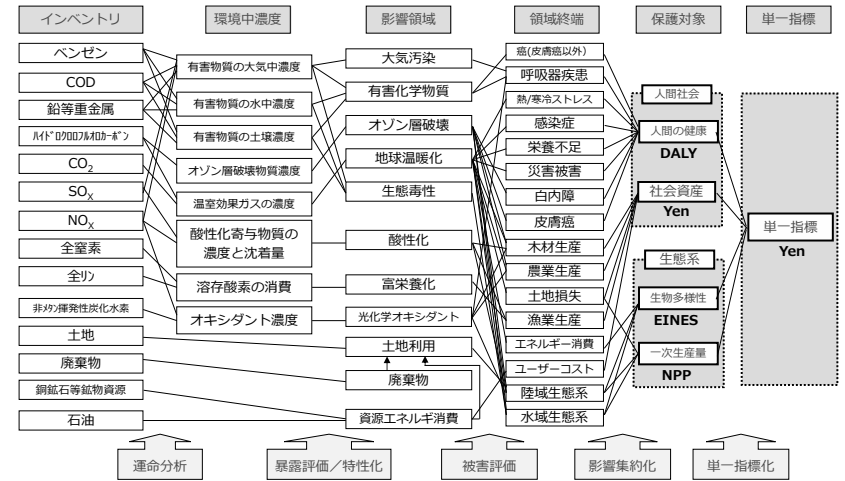 インベントリ
環境中濃度
影響領域
領域終端
保護対象
単一指標
ベンゼン
COD
鉛等重金属
ﾊｲﾄﾞﾛｸﾛﾛﾌﾙｵﾛｶｰﾎﾞﾝ
CO2
SOX
NOX
全窒素
全リン
非ﾒﾀﾝ揮発性炭化水素
土地
廃棄物
銅鉱石等鉱物資源
石油
有害物質の大気中濃度
有害物質の水中濃度
有害物質の土壌濃度
オゾン層破壊物質濃度
温室効果ガスの濃度
酸性化寄与物質の
濃度と沈着量
溶存酸素の消費
オキシダント濃度
大気汚染
有害化学物質
オゾン層破壊
地球温暖化
生態毒性
酸性化
富栄養化
光化学オキシダント
土地利用
廃棄物
資源エネルギ消費
癌(皮膚癌以外)
呼吸器疾患
熱/寒冷ストレス
感染症
栄養不足
災害被害
白内障
皮膚癌
木材生産
農業生産
土地損失
漁業生産
エネルギー消費
ユーザーコスト
陸域生態系
水域生態系
人間社会
人間の健康
DALY
社会資産
Yen
生態系
生物多様性
EINES
一次生産量
NPP
単一指標
Yen
運命分析
暴露評価/特性化
被害評価
影響集約化
単一指標化